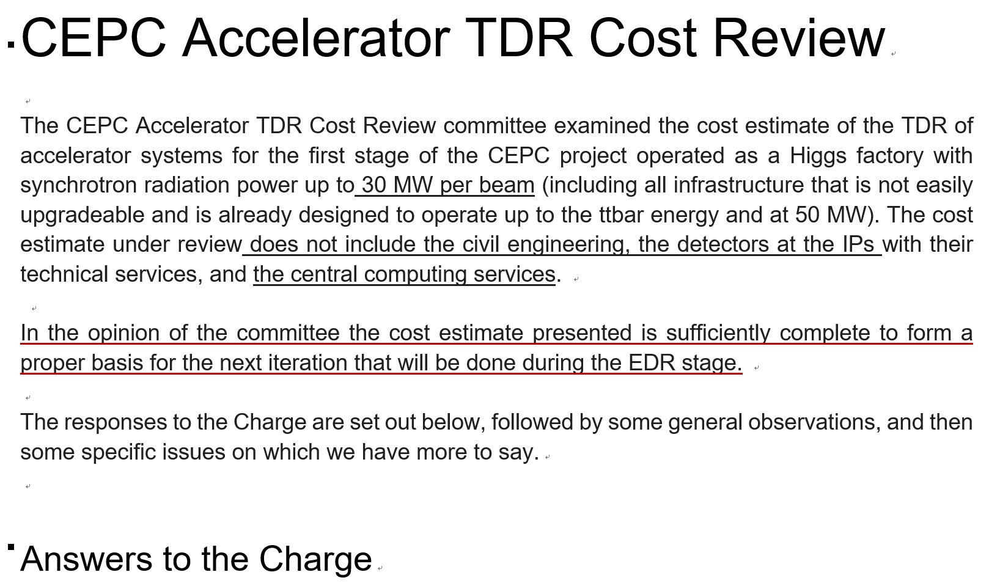 CEPC Accelerator TDR Cost Review
The CEPC Accelerator TDR Cost Review committee examined the cost estimate of the TDR of
accelerator systems for the first stage of the CEPC project operated as a Higgs factory with
synchrotron radiation power up to 30 MW per beam (including all infrastructure that is not easily
upgradeable and is already designed to operate up to the ttbar energy and at 50 MW). The cost
estimate under review does not include the civil engineering, the detectors at the IPs with their
technical services, and the central computing services.
In the opinion of the committee the cost estimate presented is sufficiently complete to form a
proper basis for the next iteration that will be done during the EDR stage.
The responses to the Charge are set out below, followed by some general observations, and then
some specific issues on which we have more to say.
Answers to the Charge